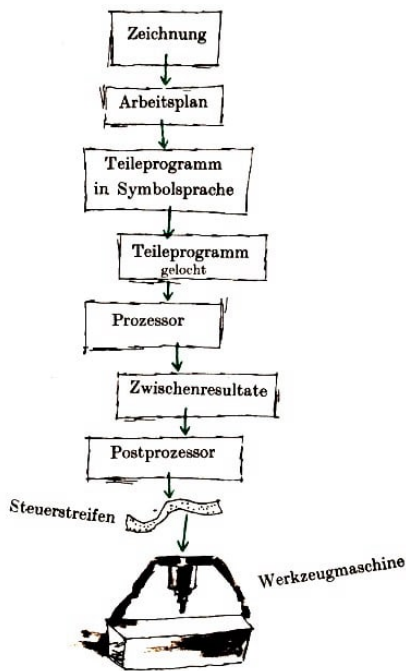 Zeichnung
Arbeitsplan
Teileprogramm
in Symbolsprache
Teileprogramm
gelocht
Prozessor
Zwischenresultate
Postprozessor
Steuerstreifen
Werkzeugmaschine